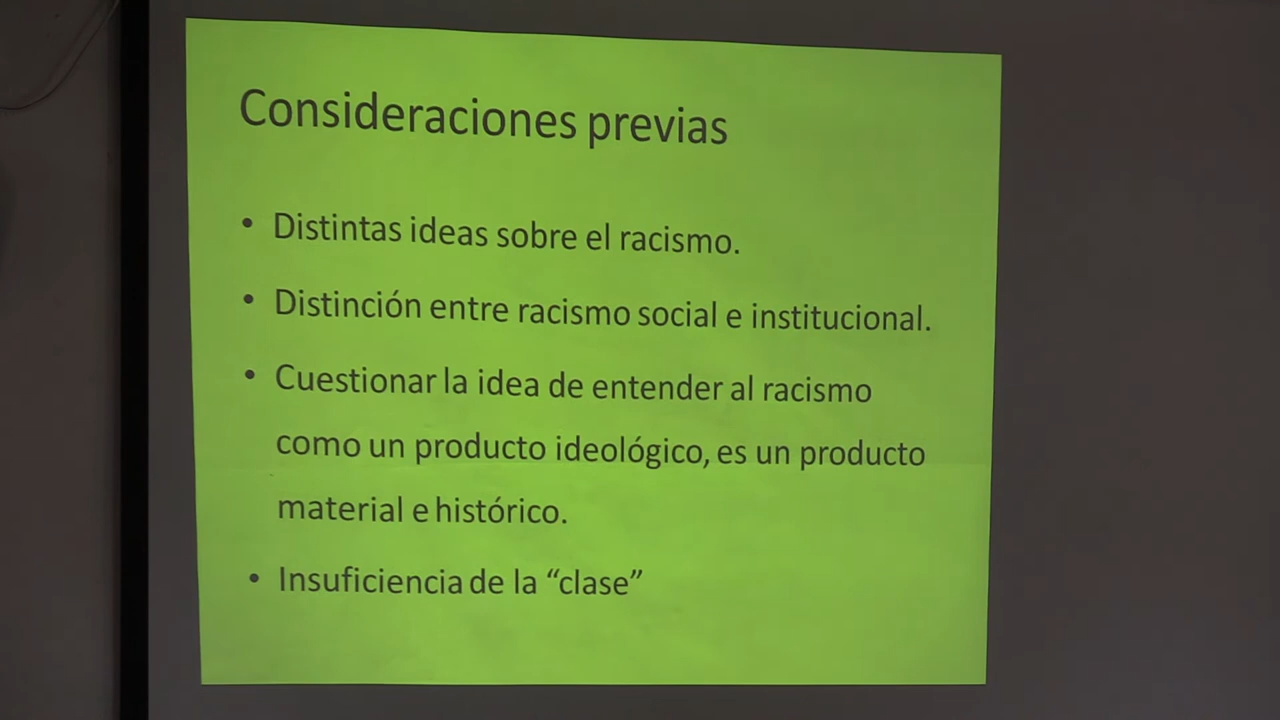 Consideraciones previas
• Distintas ideas sobre el racismo.
• Distinción entre racismo social e institucional.
• Cuestionar la idea de entender al racismo
como un producto ideológico, es un producto
material e histórico.
• Insuficiencia de la “clase”